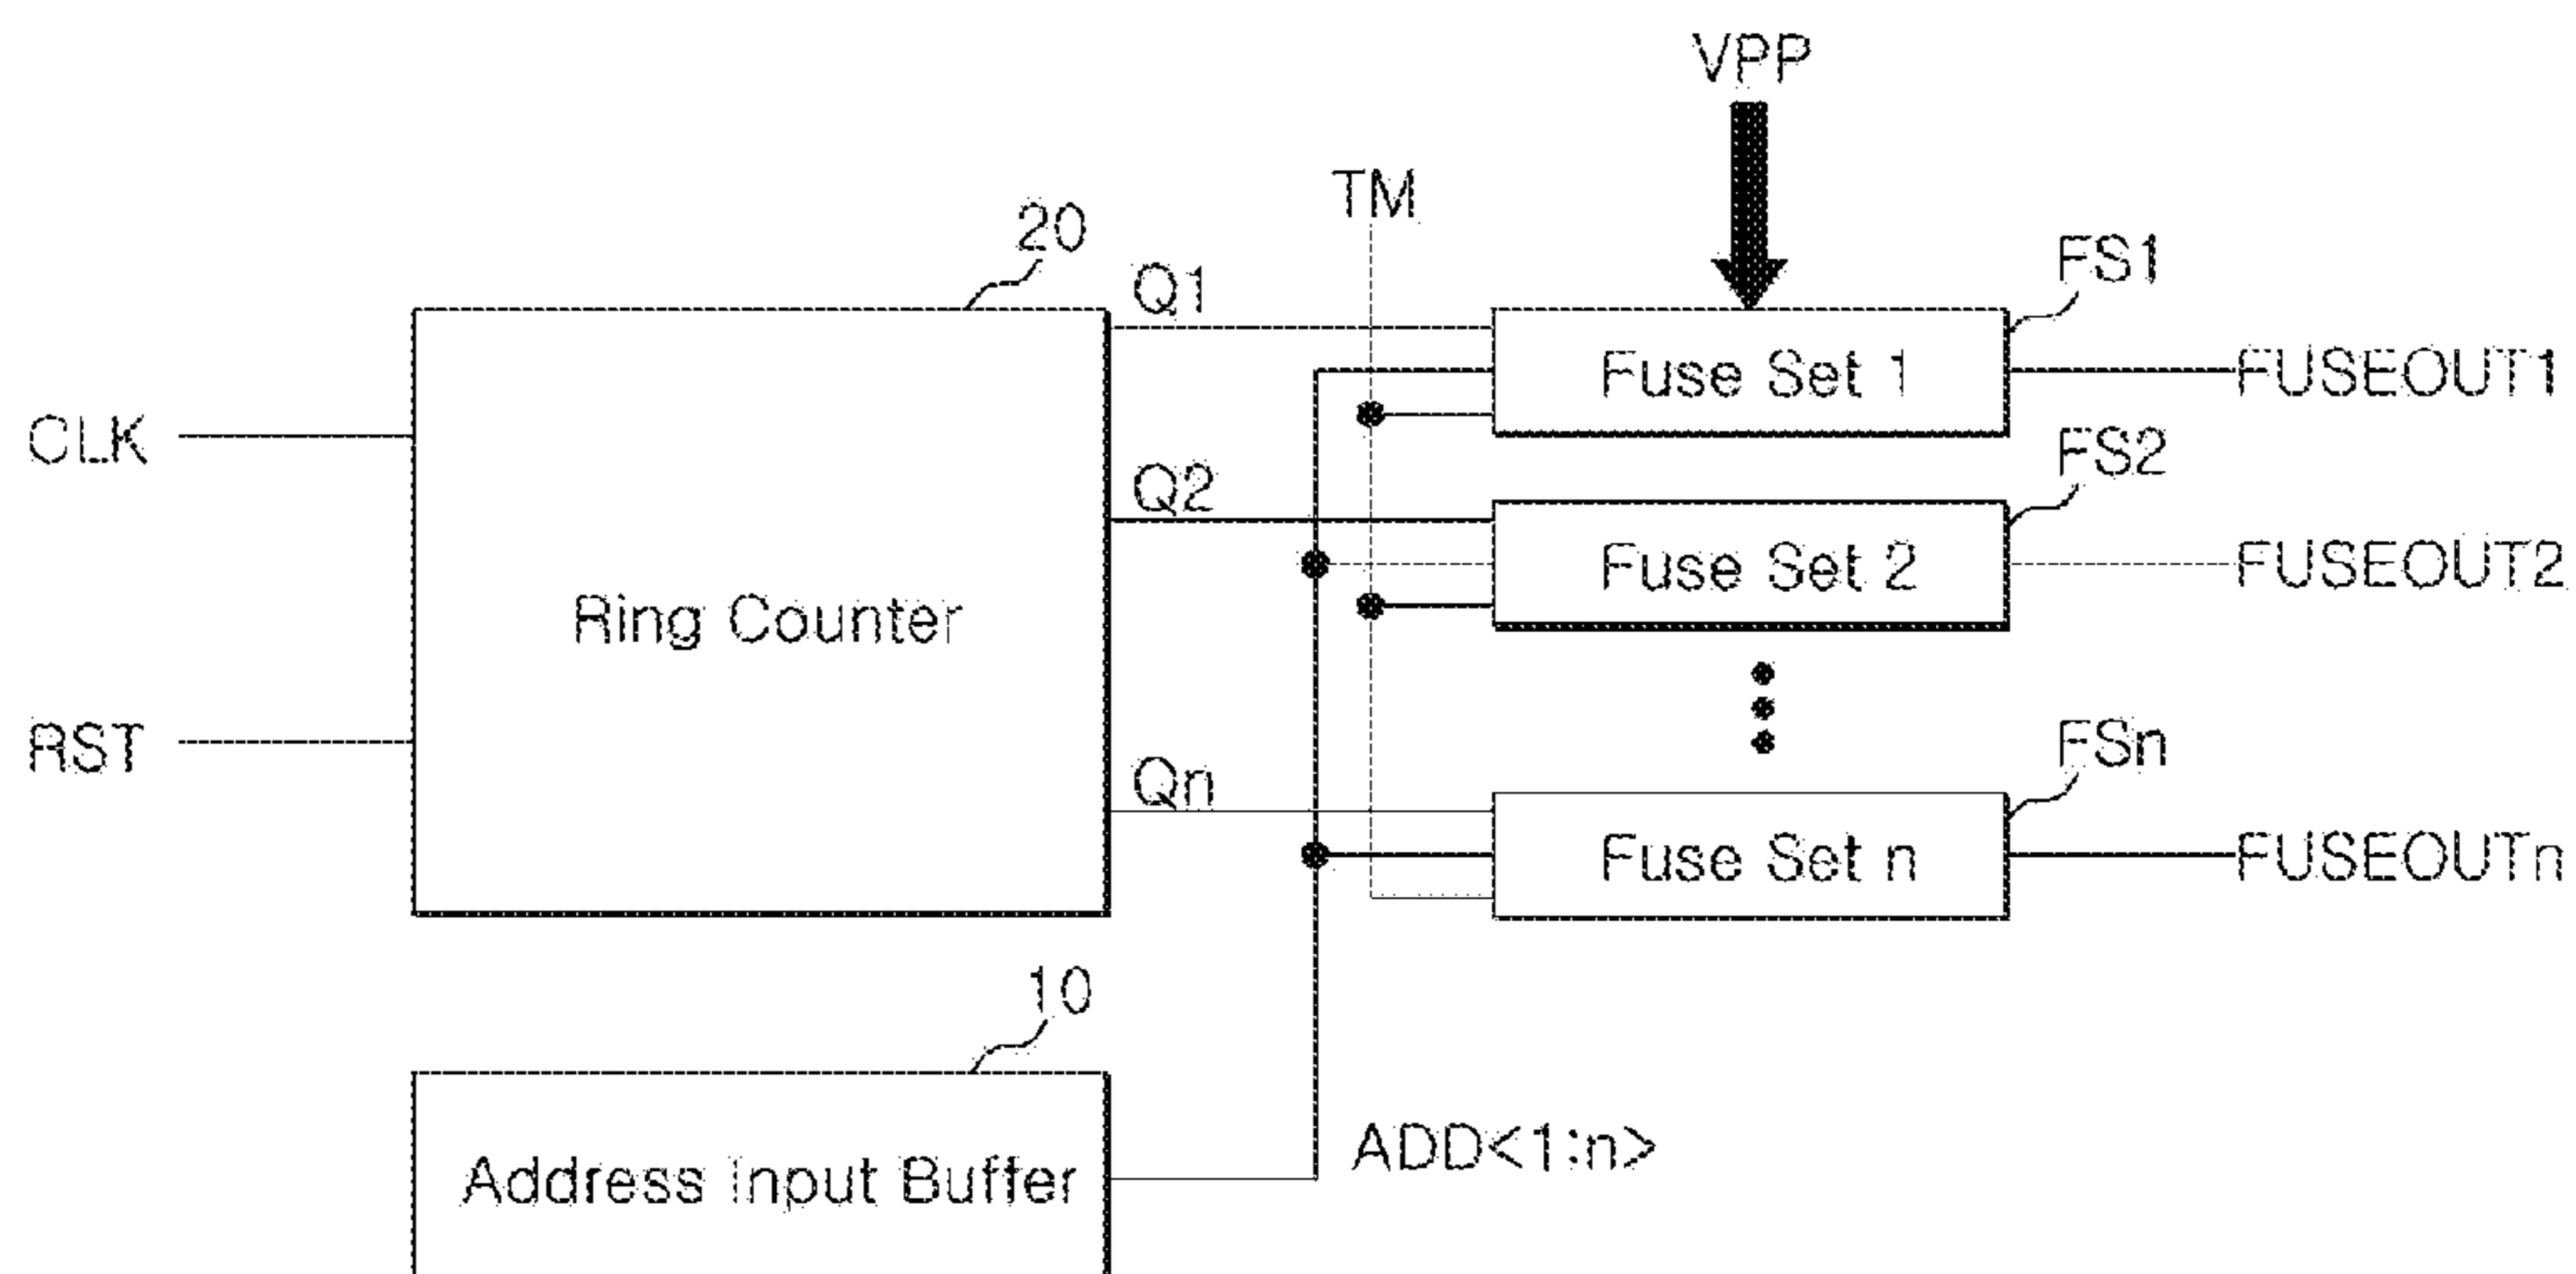 VPP
TM
20
Q1
FS1
Fuse Set 1
FUSEOUT1
CLK
FS2
Q2
Fuse Set 2
FUSEOUT2
Ring Counter
RST
FSn
Qn
Fuse Set n
FUSEOUTn
10
ADD<1:n>
Address Input Buffer